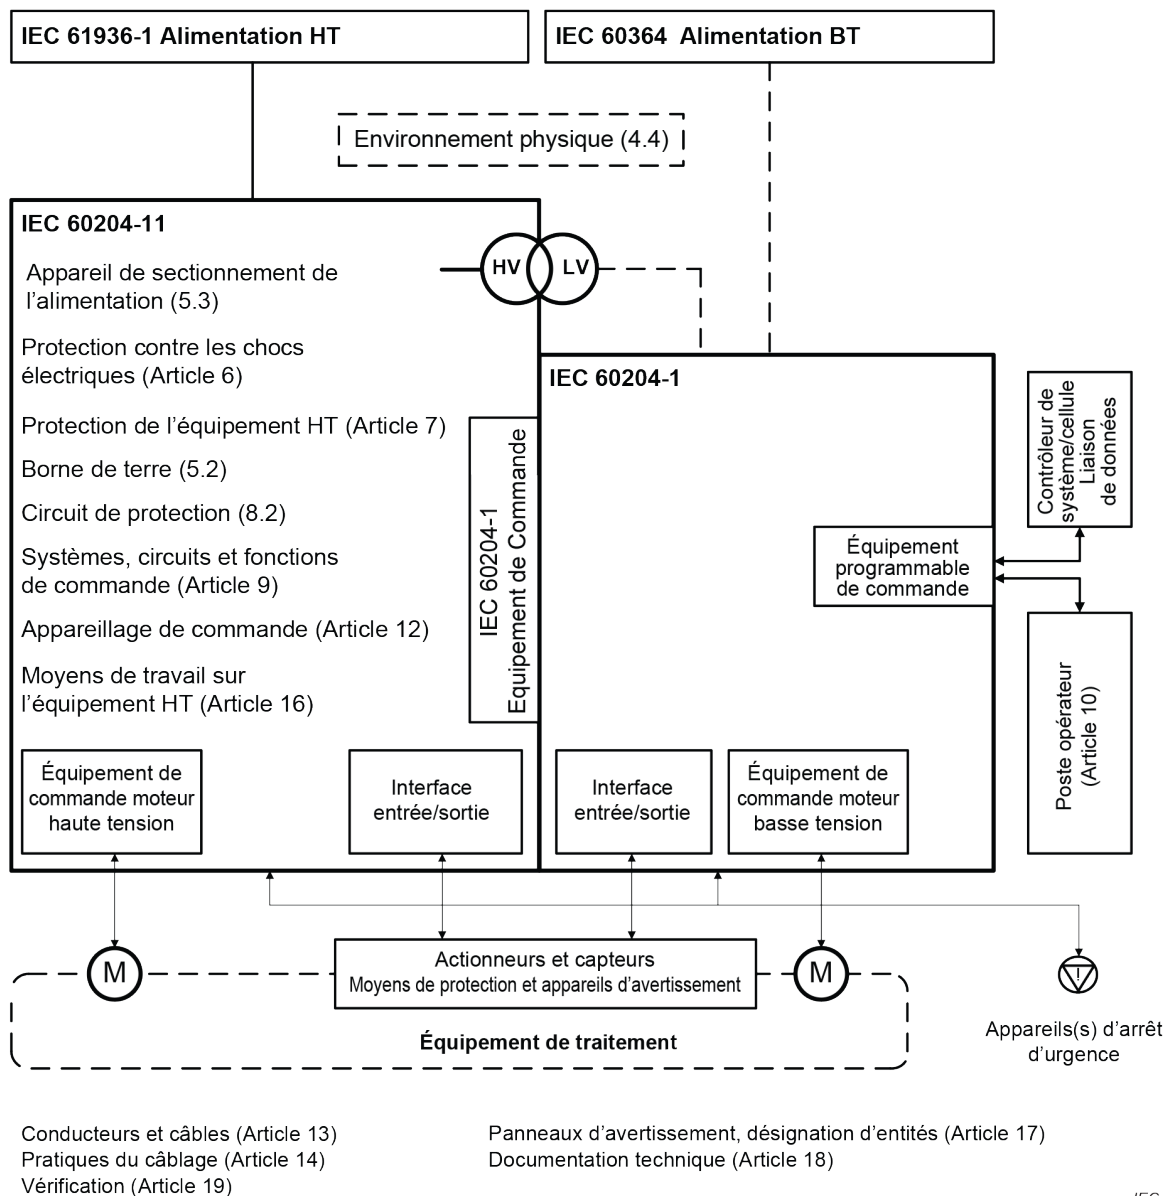 IEC 61936-1 Alimentation HT
IEC 60364 Alimentation BT
Environnement physique (4.4)
IEC 60204-11
HV
LV
Appareil de sectionnement de
l'alimentation (5.3)
Protection contre les chocs
électriques (Article 6)
Protection de l'équipement HT (Article 7)
Borne de terre (5.2)
Circuit de protection (8.2)
Systèmes, circuits et fonctions
de commande (Article 9)
Appareillage de commande (Article 12)
Moyens de travail sur
l'équipement HT (Article 16)
IEC 60204-1
Equipement de Commande
IEC 60204-1
Contrôleur de
système/cellule
Liaison
de données
Équipement
programmable
de commande
Poste opérateur
(Article 10)
Équipement de
commande moteur
haute tension
Interface
entrée/sortie
Interface
entrée/sortie
Équipement de
commande moteur
basse tension
M
Actionneurs et capteurs
Moyens de protection et appareils d'avertissement
M
!
Équipement de traitement
Appareils(s) d'arrêt
d'urgence
Conducteurs et câbles (Article 13)
Pratiques du câblage (Article 14)
Vérification (Article 19)
Panneaux d'avertissement, désignation d'entités (Article 17)
Documentation technique (Article 18)